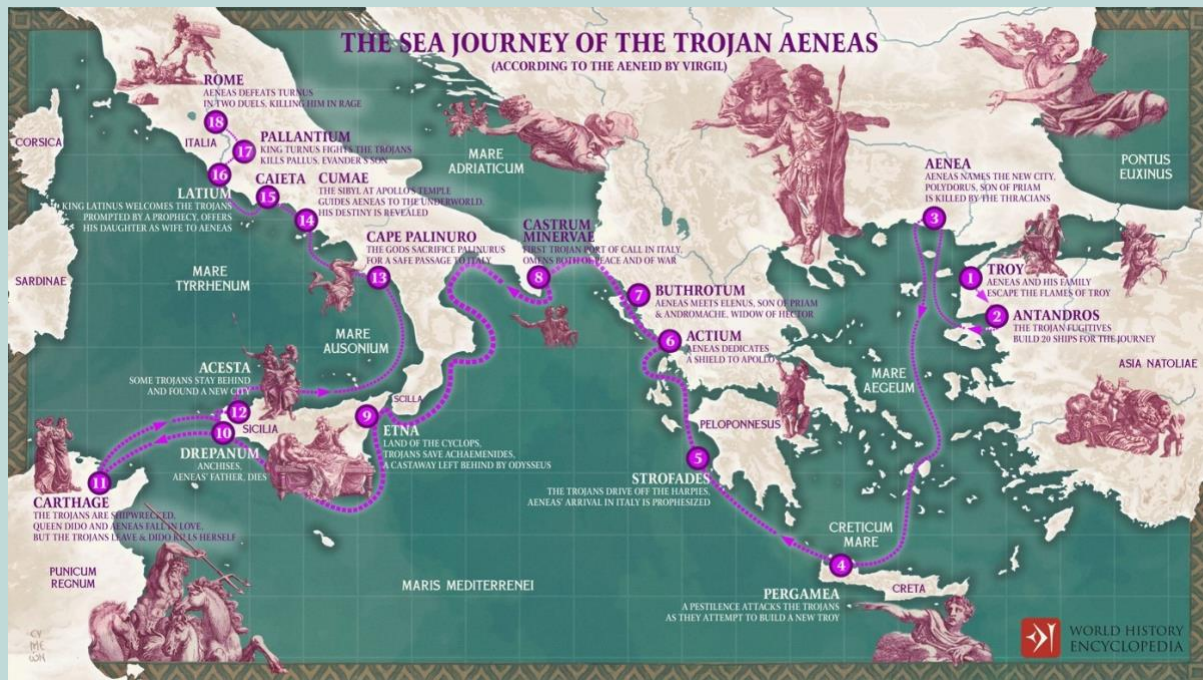 THE SEA JOURNEY OF THE TROJAN AENEAS
(ACCORDING TO THE AENEID BY VIRGIL)
ROME
AENEAS DEFEATS TURNUS
IN TWO DUELS, KILLING HIM IN RAGE
18
ITALIA
17
PALLANTIUM
KING TURNUS FIGHTS THE TROJANS
KILLS PALLUS, EVANDER'S SON
16
LATIUM
KING LATINUS WELCOMES THE TROJANS
PROMPTED BY A PROPHECY, OFFERS
HIS DAUGHTER AS WIFE TO AENEAS
CAIETA
15
CUMAE
THE SIBYL AT APOLLO'S TEMPLE
GUIDES AENEAS TO THE UNDERWORLD.
HIS DESTINY IS REVEALED
14
CAPE PALINURO
THE GODS SACRIFICE PALINURUS
FOR A SAFE PASSAGE TO ITALY
13
CORSICA
SARDINAE
MARE
TYRRHENUM
MARE
AUSONIUM
MARE
ADRIATICUM
CASTRUM
MINERVAE
FIRST TROJAN PORT OF CALL IN ITALY,
OMENS BOTH OF PEACE AND OF WAR
8
7
BUTHROTUM
AENEAS MEETS ELENUS, SON OF PRIAM
& ANDROMACHE, WIDOW OF HECTOR
6
ACTIUM
AENEAS DEDICATES
A SHIELD TO APOLLO
AENEA
AENEAS NAMES THE NEW CITY,
POLYDORUS, SON OF PRIAM
IS KILLED BY THE THRACIANS
3
PONTUS
EUXINUS
1
TROY
AENEAS AND HIS FAMILY
ESCAPE THE FLAMES OF TROY
2
ANTANDROS
THE TROJAN FUGITIVES
BUILD 20 SHIPS FOR THE JOURNEY
ASIA NATOLIAE
MARE
AEGEUM
PELOPONNESUS
ACESTA
SOME TROJANS STAY BEHIND
AND FOUND A NEW CITY
12
SICILIA
SCILLA
10
DREPANUM
ANCHISES,
AENEAS' FATHER, DIES
9
ETNA
LAND OF THE CYCLOPS,
TROJANS SAVE ACHAEMENIDES,
A CASTAWAY LEFT BEHIND BY ODYSSEUS
11
CARTHAGE
THE TROJANS ARE SHIPWRECKED,
QUEEN DIDO AND AENEAS FALL IN LOVE,
BUT THE TROJANS LEAVE & DIDO KILLS HERSELF
PUNICUM
REGNUM
5
STROFADES
THE TROJANS DRIVE OFF THE HARPIES,
AENEAS' ARRIVAL IN ITALY IS PROPHESIZED
CRETICUM
MARE
4
CRETA
PERGAMEA
A PESTILENCE ATTACKS THE TROJANS
AS THEY ATTEMPT TO BUILD A NEW TROY
MARIS MEDITERRENEI
WORLD HISTORY
ENCYCLOPEDIA